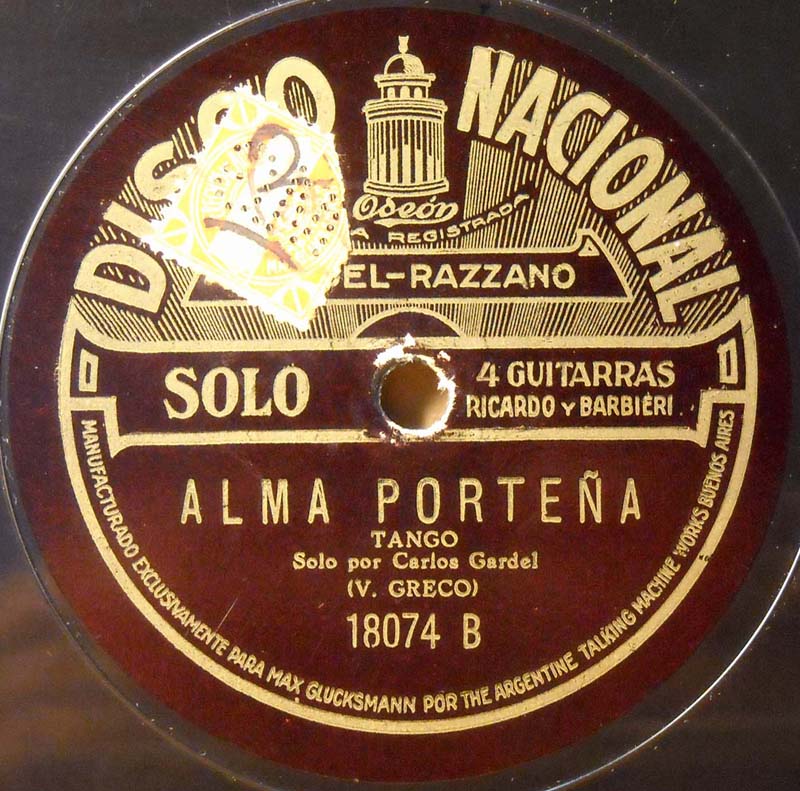 DISCO NACIONAL
Odeón
A REGISTRADA
DEL-RAZZANO
SOLO
4 GUITARRAS
RICARDO Y BARBIERI.
ALMA PORTEÑA
TANGO
Solo por Carlos Gardel
(V. GRECO)
18074 B
MANUFACTURADO EXCLUSIVAMENTE PARA MAX GLUCKSMANN POR THE ARGENTINE TALKING MACHINE WORKS BUENOS AIRES